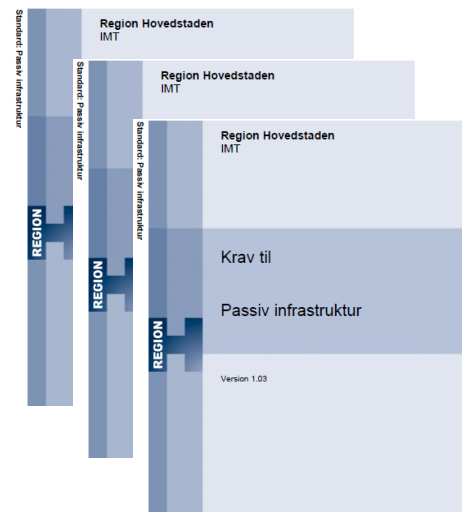 Region Hovedstaden
IMT
Standard: Passiv infrastruktur
REGION
Region Hovedstaden
IMT
Standard: Passiv infrastruktur
REGION
Region Hovedstaden
IMT
Standard: Passiv infrastruktur
Krav til
Passiv infrastruktur
REGION
Version 1.03